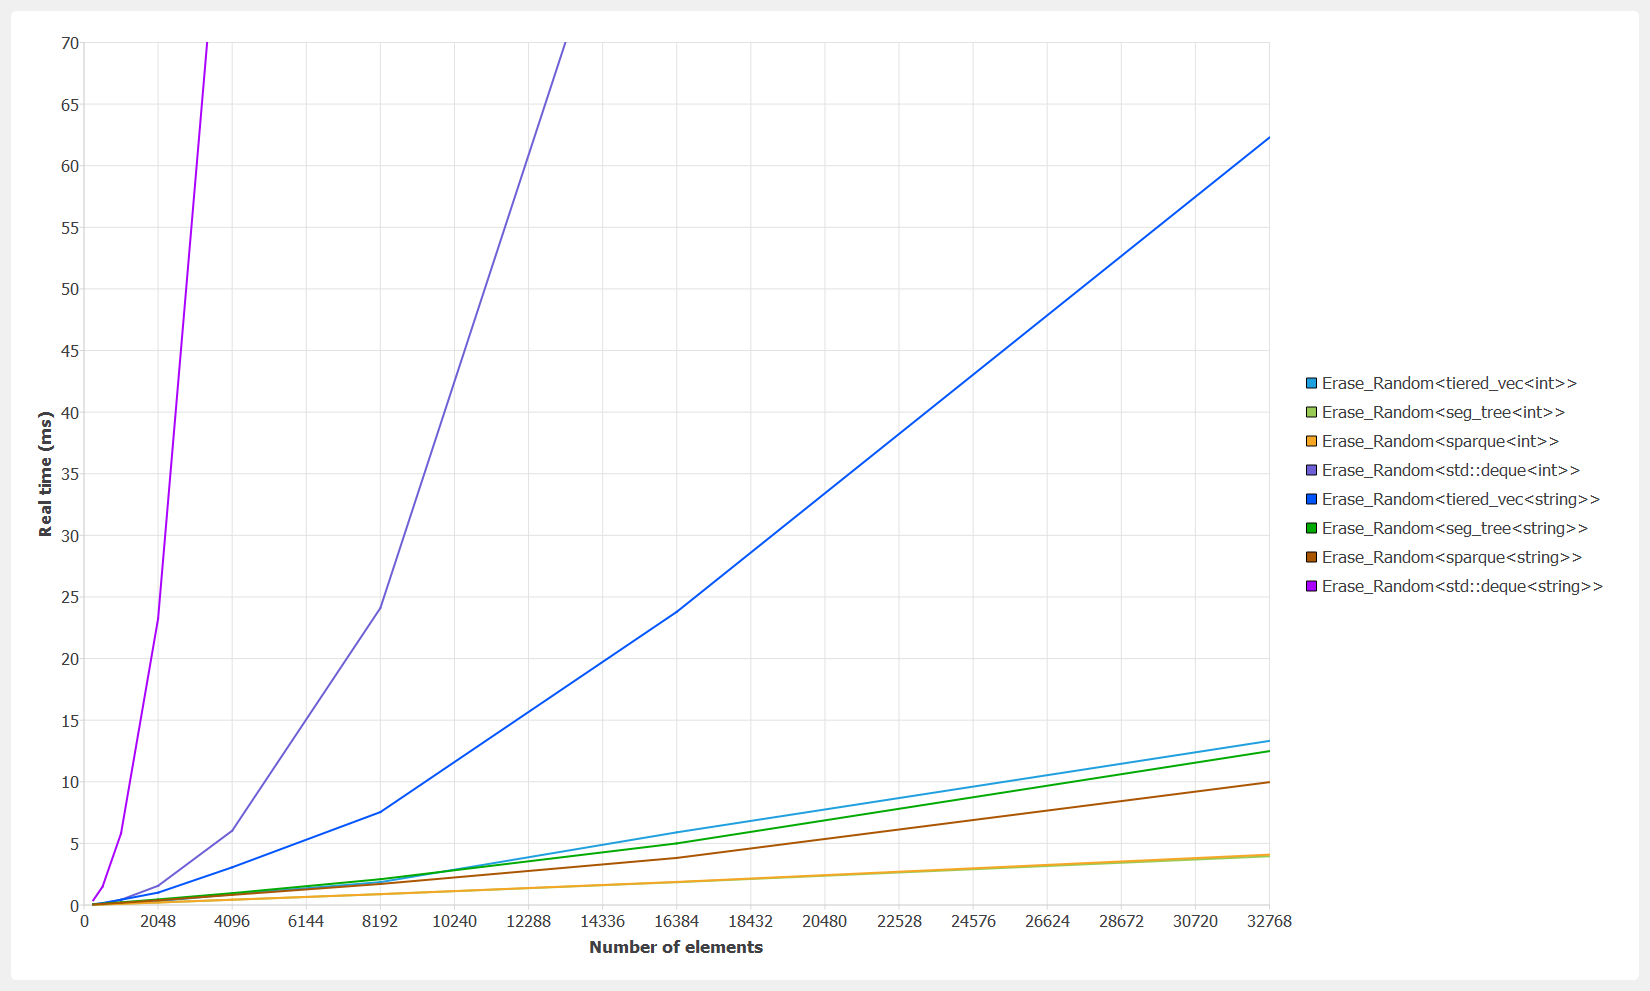 70
65
60
55
50
45
40
35
30
25
20
15
10
5
0
Real time (ms)
0 2048 4096 6144 8192 10240 12288 14336 16384 18432 20480 22528 24576 26624 28672 30720 32768
Number of elements
Erase_Random<tiered_vec<int>>
Erase_Random<seg_tree<int>>
Erase_Random<sparque<int>>
Erase_Random<std::deque<int>>
Erase_Random<tiered_vec<string>>
Erase_Random<seg_tree<string>>
Erase_Random<sparque<string>>
Erase_Random<std::deque<string>>